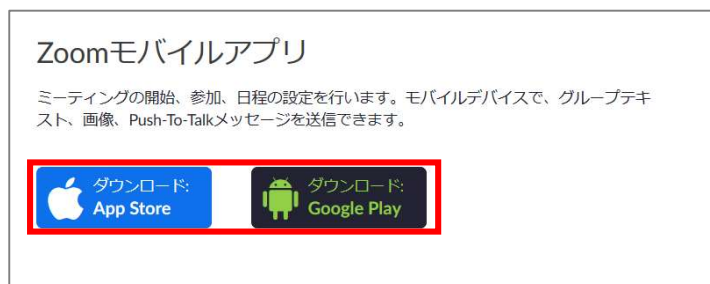 Zoomモバイルアプリ
ミーティングの開始、参加、日程の設定を行います。モバイルデバイスで、グループテキ
スト、画像、Push-To-Talkメッセージを送信できます。
ダウンロード:
App Store
ダウンロード:
Google Play